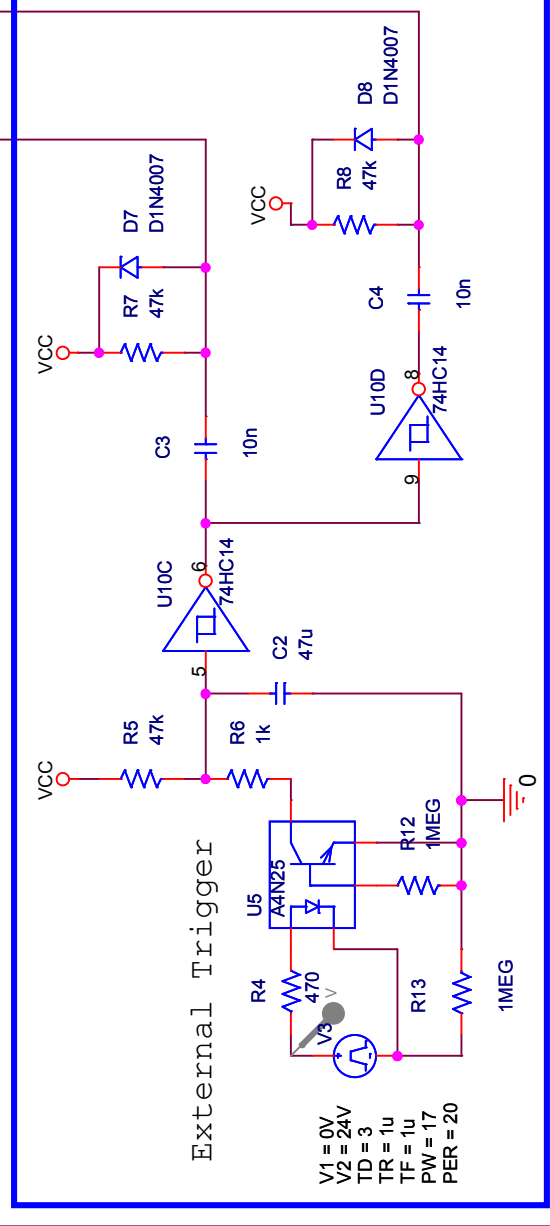 External Trigger
V1 = 0V
V2 = 24V
TD = 3
TR = 1u
TF = 1u
PW = 17
PER = 20
V3
V
R4
470
U5
A4N25
R12
1MEG
R13
1MEG
0
VCC
R5
47k
R6
1k
C2
47u
5
U10C
6
74HC14
C3
10n
VCC
R7
47k
D7
D1N4007
9
U10D
8
74HC14
C4
10n
VCC
R8
47k
D8
D1N4007